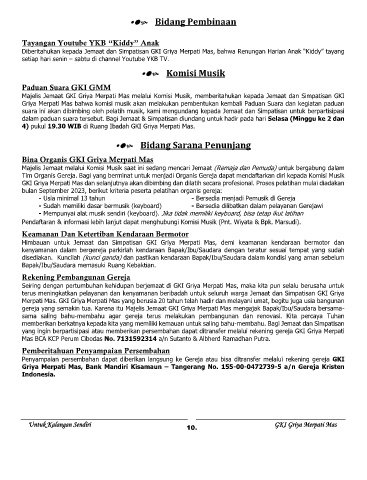 Bidang Pembinaan
Tayangan Youtube YKB "Kiddy" Anak
Diberitahukan kepada Jemaat dan Simpatisan GKI Griya Merpati Mas, bahwa Renungan Harian Anak "Kiddy" tayang
setiap hari senin – sabtu di channel Youtube YKB TV.
Komisi Musik
Paduan Suara GKI GMM
Majelis Jemaat GKI Griya Merpati Mas melalui Komisi Musik, memberitahukan kepada Jemaat dan Simpatisan GKI
Griya Merpati Mas bahwa komisi musik akan melakukan pembentukan kembali Paduan Suara dan kegiatan paduan
suara ini akan dibimbing oleh pelatih musik, kami mengundang kepada Jemaat dan Simpatisan untuk berpartisipasi
dalam paduan suara tersebut. Bagi Jemaat & Simpatisan diundang untuk hadir pada hari Selasa (Minggu ke 2 dan
4) pukul 19.30 WIB di Ruang Ibadah GKI Griya Merpati Mas.
Bidang Sarana Penunjang
Bina Organis GKI Griya Merpati Mas
Majelis Jemaat melalui Komisi Musik saat ini sedang mencari Jemaat (Remaja dan Pemuda) untuk bergabung dalam
Tim Organis Gereja. Bagi yang berminat untuk menjadi Organis Gereja dapat mendaftarkan diri kepada Komisi Musik
GKI Griya Merpati Mas dan selanjutnya akan dibimbing dan dilatih secara profesional. Proses pelatihan mulai diadakan
bulan September 2023, berikut kriteria peserta pelatihan organis gereja:
- Usia minimal 13 tahun - Bersedia menjadi Pemusik di Gereja
- Sudah memiliki dasar bermusik (keyboard) - Bersedia dilibatkan dalam pelayanan Gerejawi
- Mempunyai alat musik sendiri (keyboard). Jika tidak memiliki keyboard, bisa tetap ikut latihan
Pendaftaran & informasi lebih lanjut dapat menghubungi Komisi Musik (Pnt. Wiyata & Bpk. Marsudi).
Keamanan Dan Ketertiban Kendaraan Bermotor
Himbauan untuk Jemaat dan Simpatisan GKI Griya Merpati Mas, demi keamanan kendaraan bermotor dan
kenyamanan dalam bergereja parkirlah kendaraan Bapak/Ibu/Saudara dengan teratur sesuai tempat yang sudah
disediakan. Kuncilah (kunci ganda) dan pastikan kendaraan Bapak/Ibu/Saudara dalam kondisi yang aman sebelum
Bapak/Ibu/Saudara memasuki Ruang Kebaktian.
Rekening Pembangunan Gereja
Seiring dengan pertumbuhan kehidupan berjemaat di GKI Griya Merpati Mas, maka kita pun selalu berusaha untuk
terus meningkatkan pelayanan dan kenyamanan beribadah untuk seluruh warga Jemaat dan Simpatisan GKI Griya
Merpati Mas. GKI Griya Merpati Mas yang berusia 20 tahun telah hadir dan melayani umat, begitu juga usia bangunan
gereja yang semakin tua. Karena itu Majelis Jemaat GKI Griya Merpati Mas mengajak Bapak/Ibu/Saudara bersama-
sama saling bahu-membahu agar gereja terus melakukan pembangunan dan renovasi. Kita percaya Tuhan
memberikan berkatnya kepada kita yang memiliki kemauan untuk saling bahu-membahu. Bagi Jemaat dan Simpatisan
yang ingin berpartisipasi atau memberikan persembahan dapat ditransfer melalui rekening gereja GKI Griya Merpati
Mas BCA KCP Perum Cibodas No. 7131592314 a/n Sutanto & Albherd Ramadhan Putra.
Pemberitahuan Penyampaian Persembahan
Penyampaian persembahan dapat diberikan langsung ke Gereja atau bisa ditransfer melalui rekening gereja GKI
Griya Merpati Mas, Bank Mandiri Kisamaun – Tangerang No. 155-00-0472739-5 a/n Gereja Kristen
Indonesia.
Untuk Kalangan Sendiri 10. GKI Griya Merpati Mas